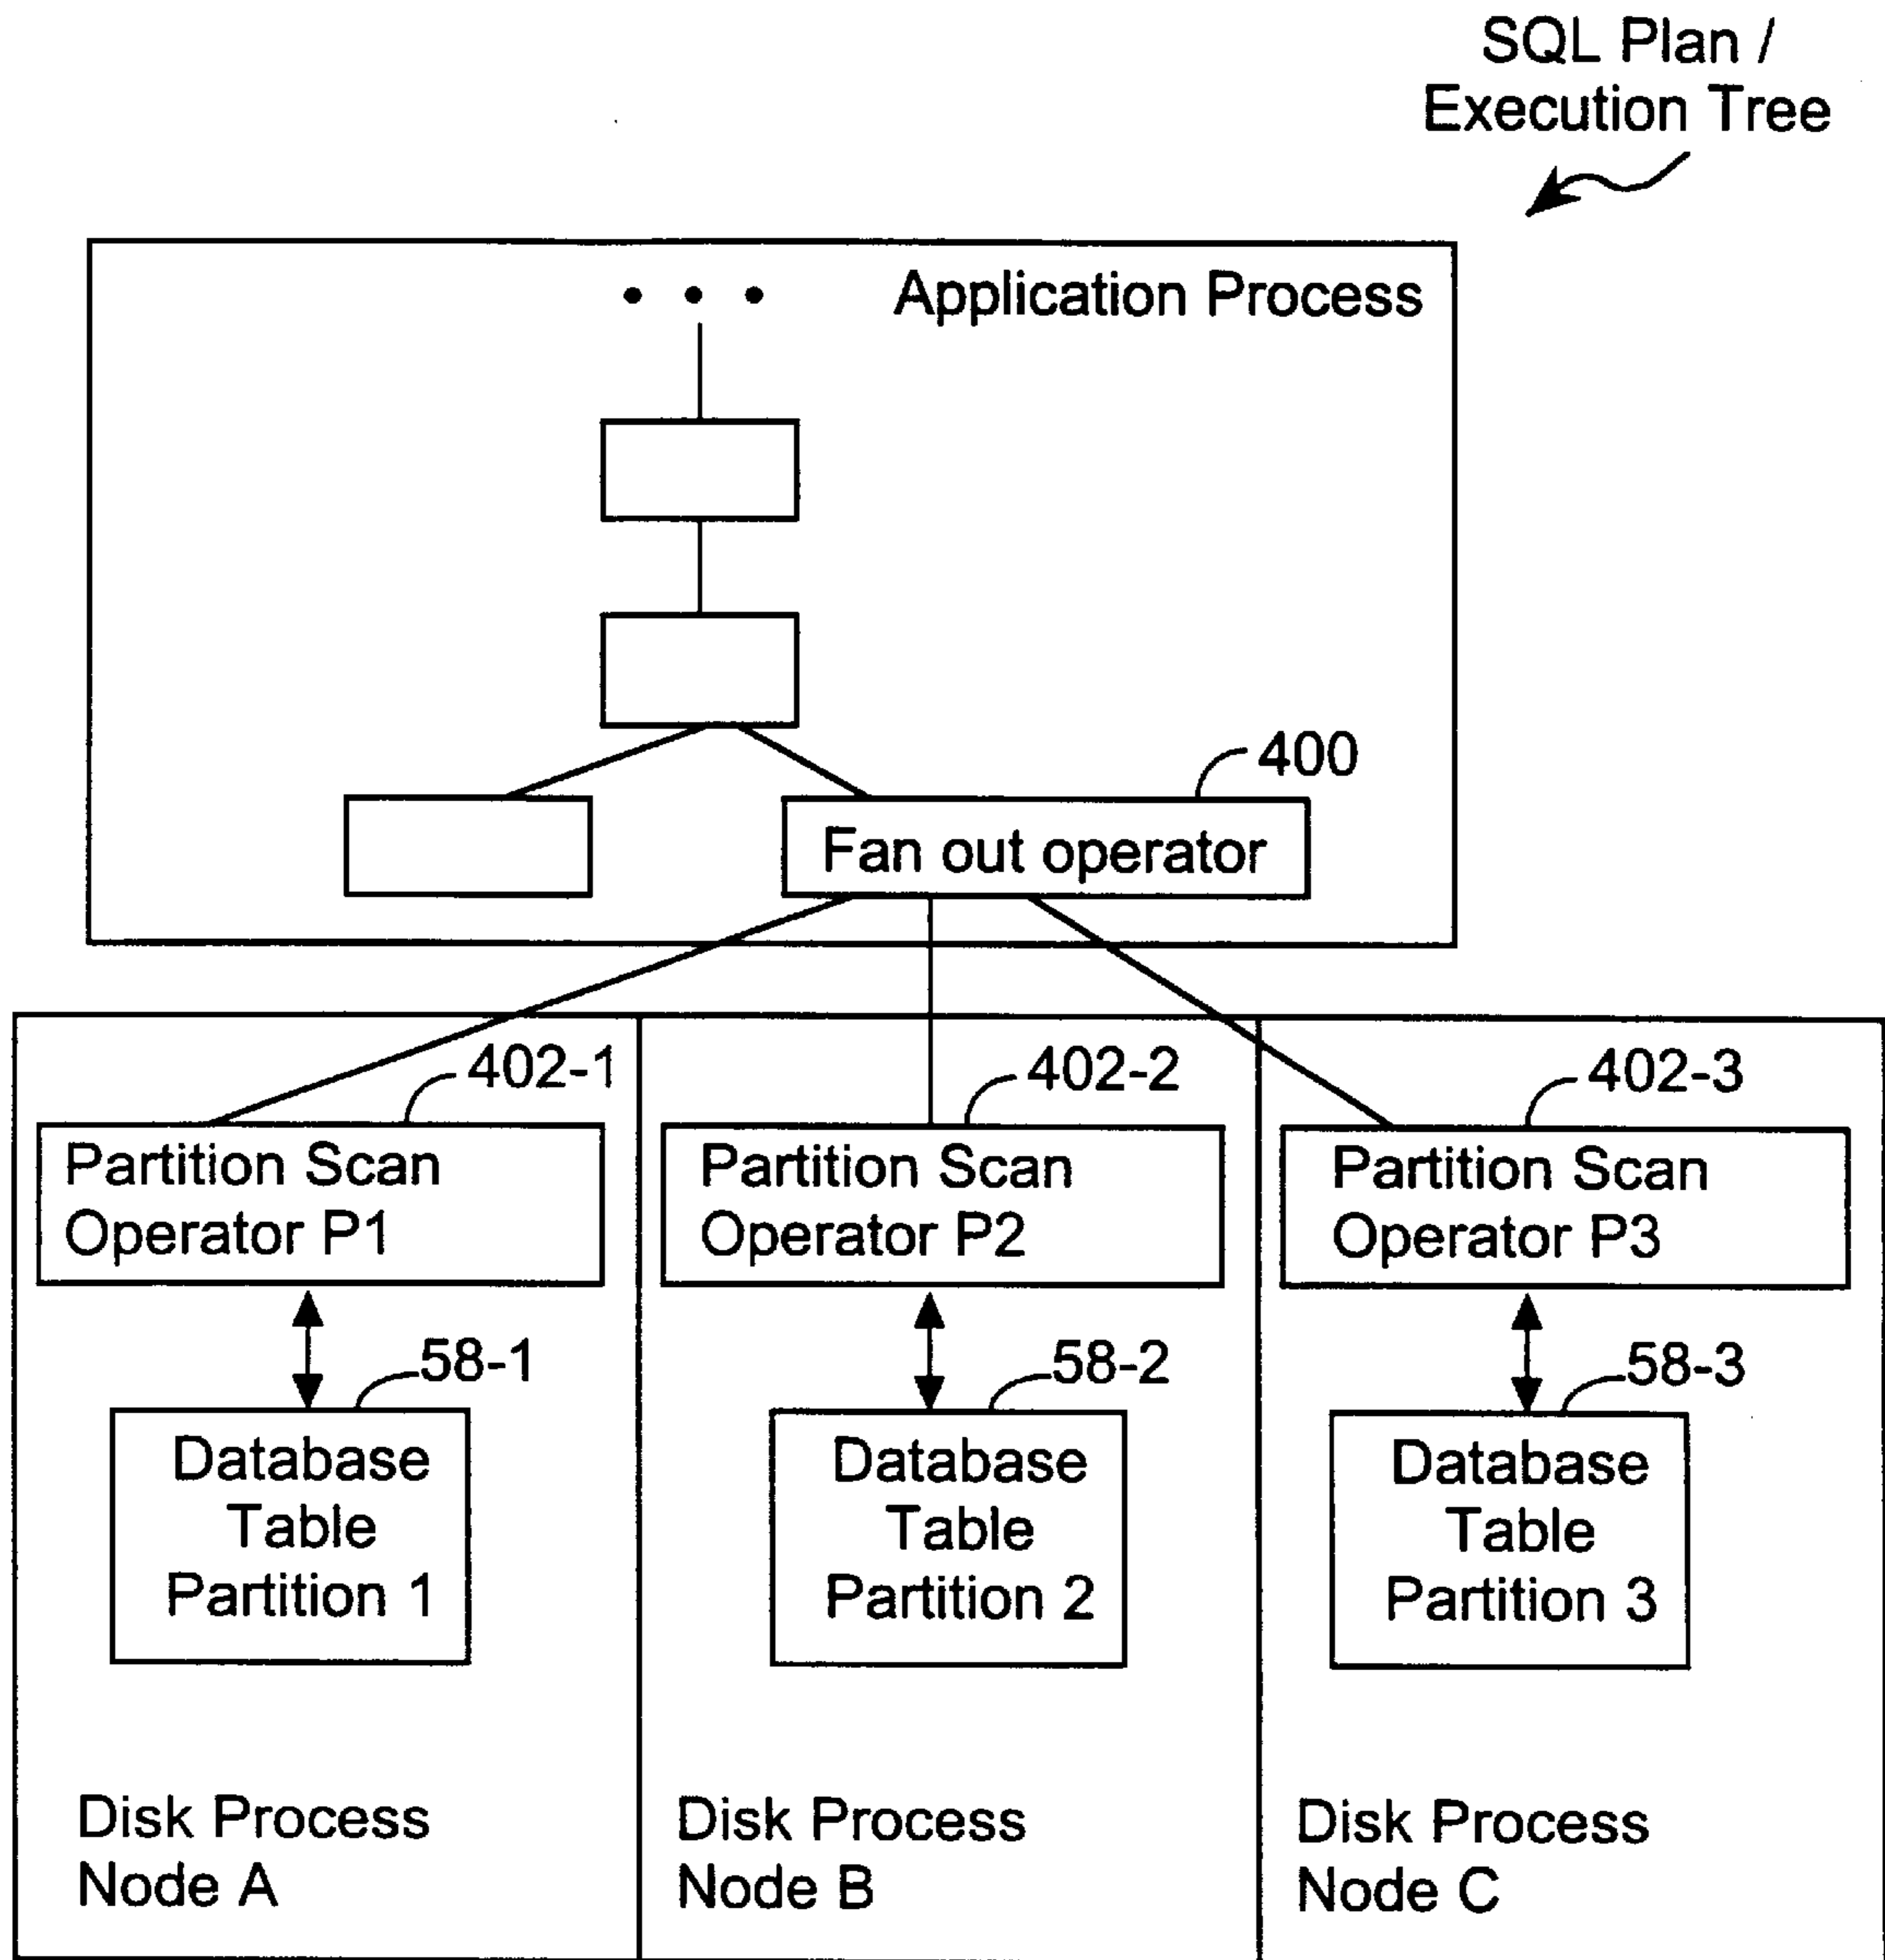 SQL Plan /
Execution Tree
• • •
Application Process
400
Fan out operator
402-1
402-2
402-3
Partition Scan
Operator P1
Partition Scan
Operator P2
Partition Scan
Operator P3
58-1
58-2
58-3
Database
Table
Partition 1
Database
Table
Partition 2
Database
Table
Partition 3
Disk Process
Node A
Disk Process
Node B
Disk Process
Node C